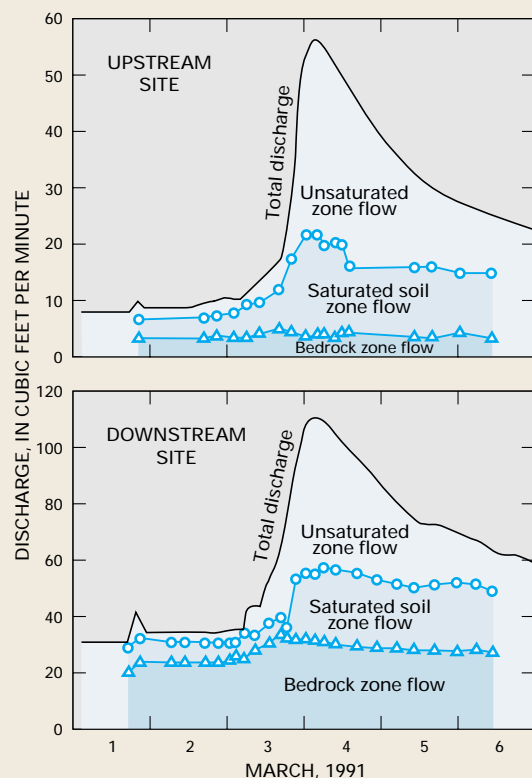 DISCHARGE, IN CUBIC FEET PER MINUTE
60
50
40
30
20
10
0
UPSTREAM
SITE
Total discharge
Unsaturated
zone flow
Saturated soil
zone flow
Bedrock zone flow
120
100
80
60
40
20
0
DOWNSTREAM
SITE
Total discharge
Unsaturated
zone flow
Saturated soil
zone flow
Bedrock zone flow
1 2 3 4 5 6
MARCH, 1991